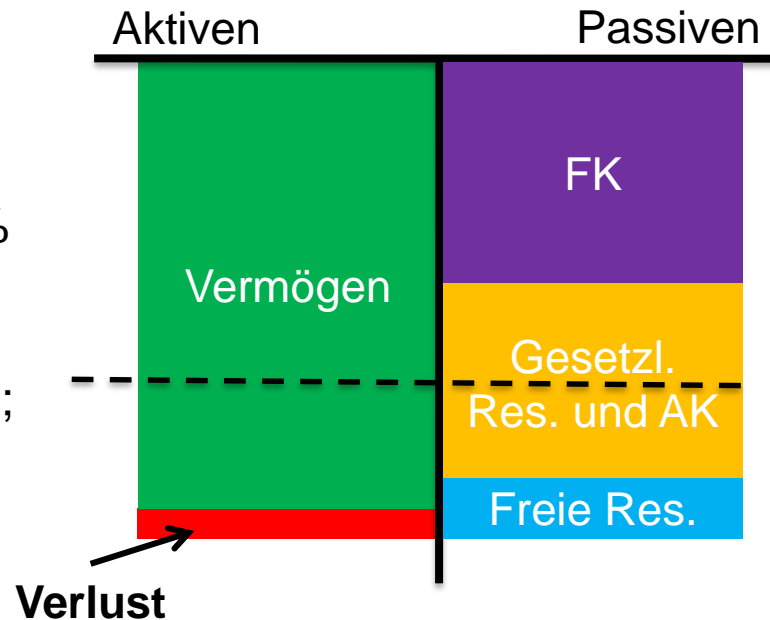 Aktiven
Passiven
FK
%
Vermögen
Gesetzl.
;
Res. und AK
Freie Res.
Verlust